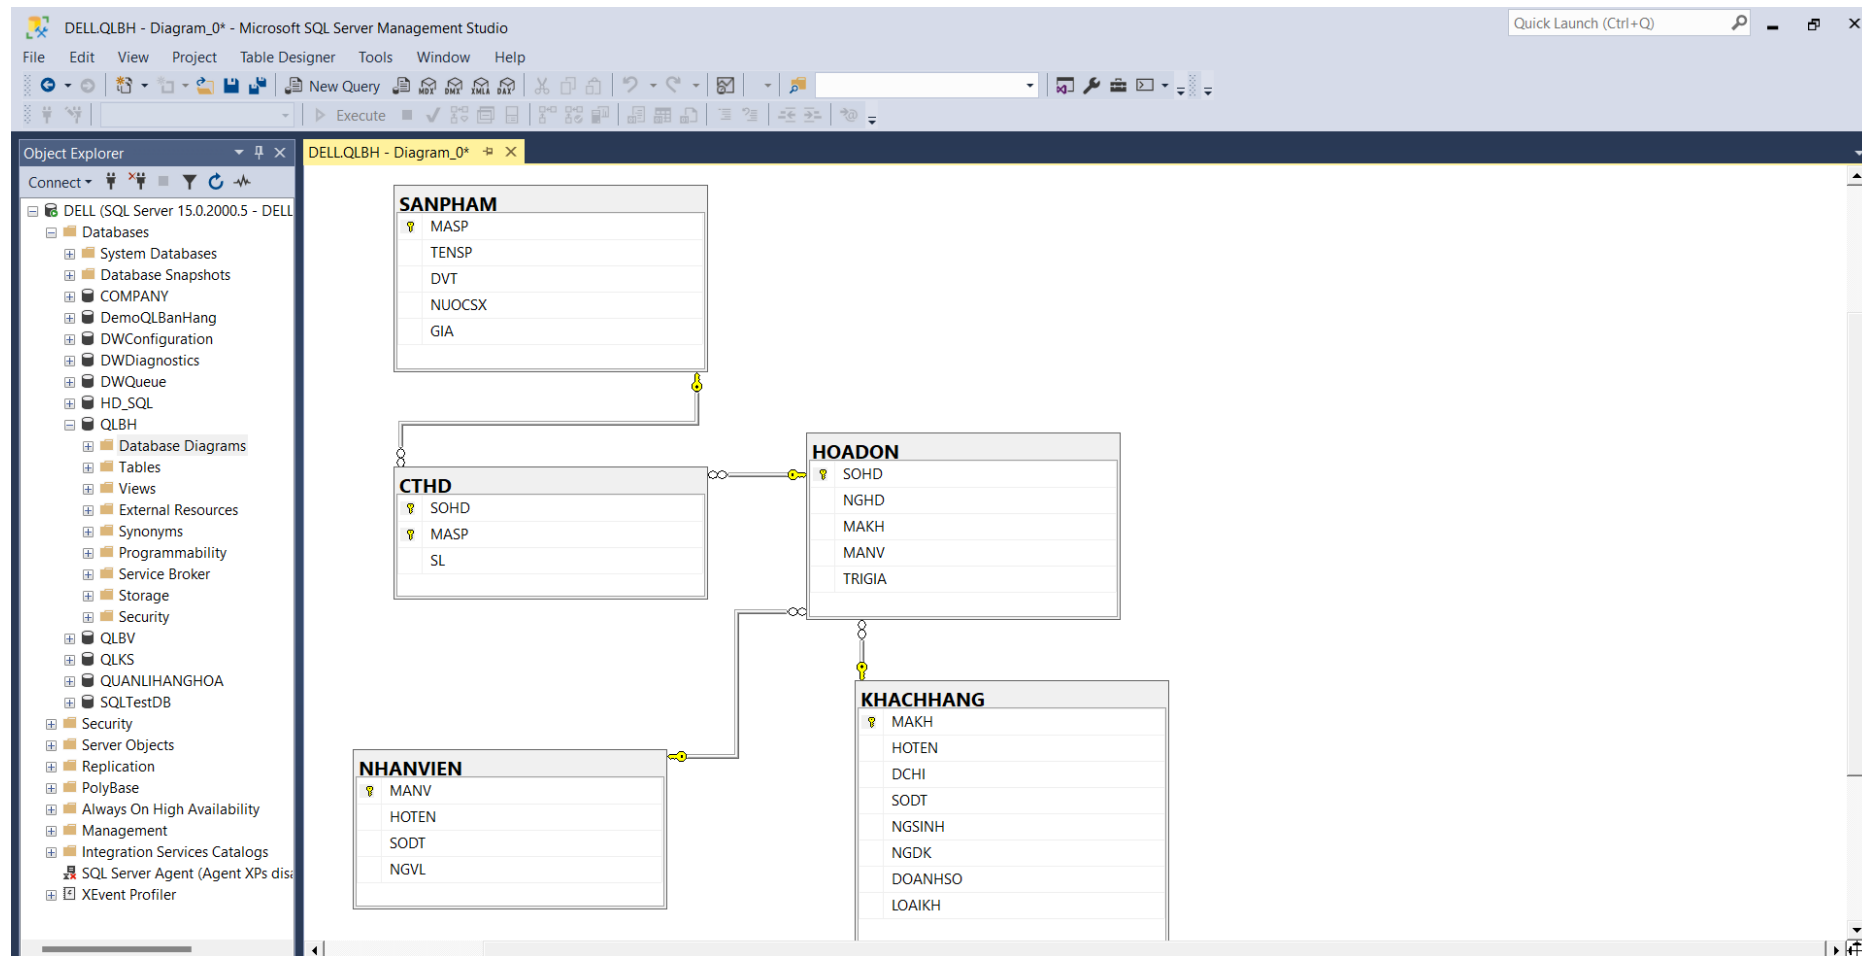 DELL.QLBH - Diagram_0* - Microsoft SQL Server Management Studio
Quick Launch (Ctrl+Q)
File Edit View Project Table Designer Tools Window Help
New Query MDX DMX XMLA DAX
Execute
Object Explorer
DELL.QLBH - Diagram_0*
Connect
DELL (SQL Server 15.0.2000.5 - DELL
Databases
System Databases
Database Snapshots
COMPANY
DemoQLBanHang
DWConfiguration
DWDiagnostics
DWQueue
HD_SQL
QLBH
Database Diagrams
Tables
Views
External Resources
Synonyms
Programmability
Service Broker
Storage
Security
QLBV
QLKS
QUANLIHANGHOA
SQLTestDB
Security
Server Objects
Replication
PolyBase
Always On High Availability
Management
Integration Services Catalogs
SQL Server Agent (Agent XPs disa
XEvent Profiler
SANPHAM
MASP
TENSP
DVT
NUOCSX
GIA
CTHD
SOHD
MASP
SL
HOADON
SOHD
NGHD
MAKH
MANV
TRIGIA
NHANVIEN
MANV
HOTEN
SODT
NGVL
KHACHHANG
MAKH
HOTEN
DCHI
SODT
NGSINH
NGDK
DOANHSO
LOAIKH